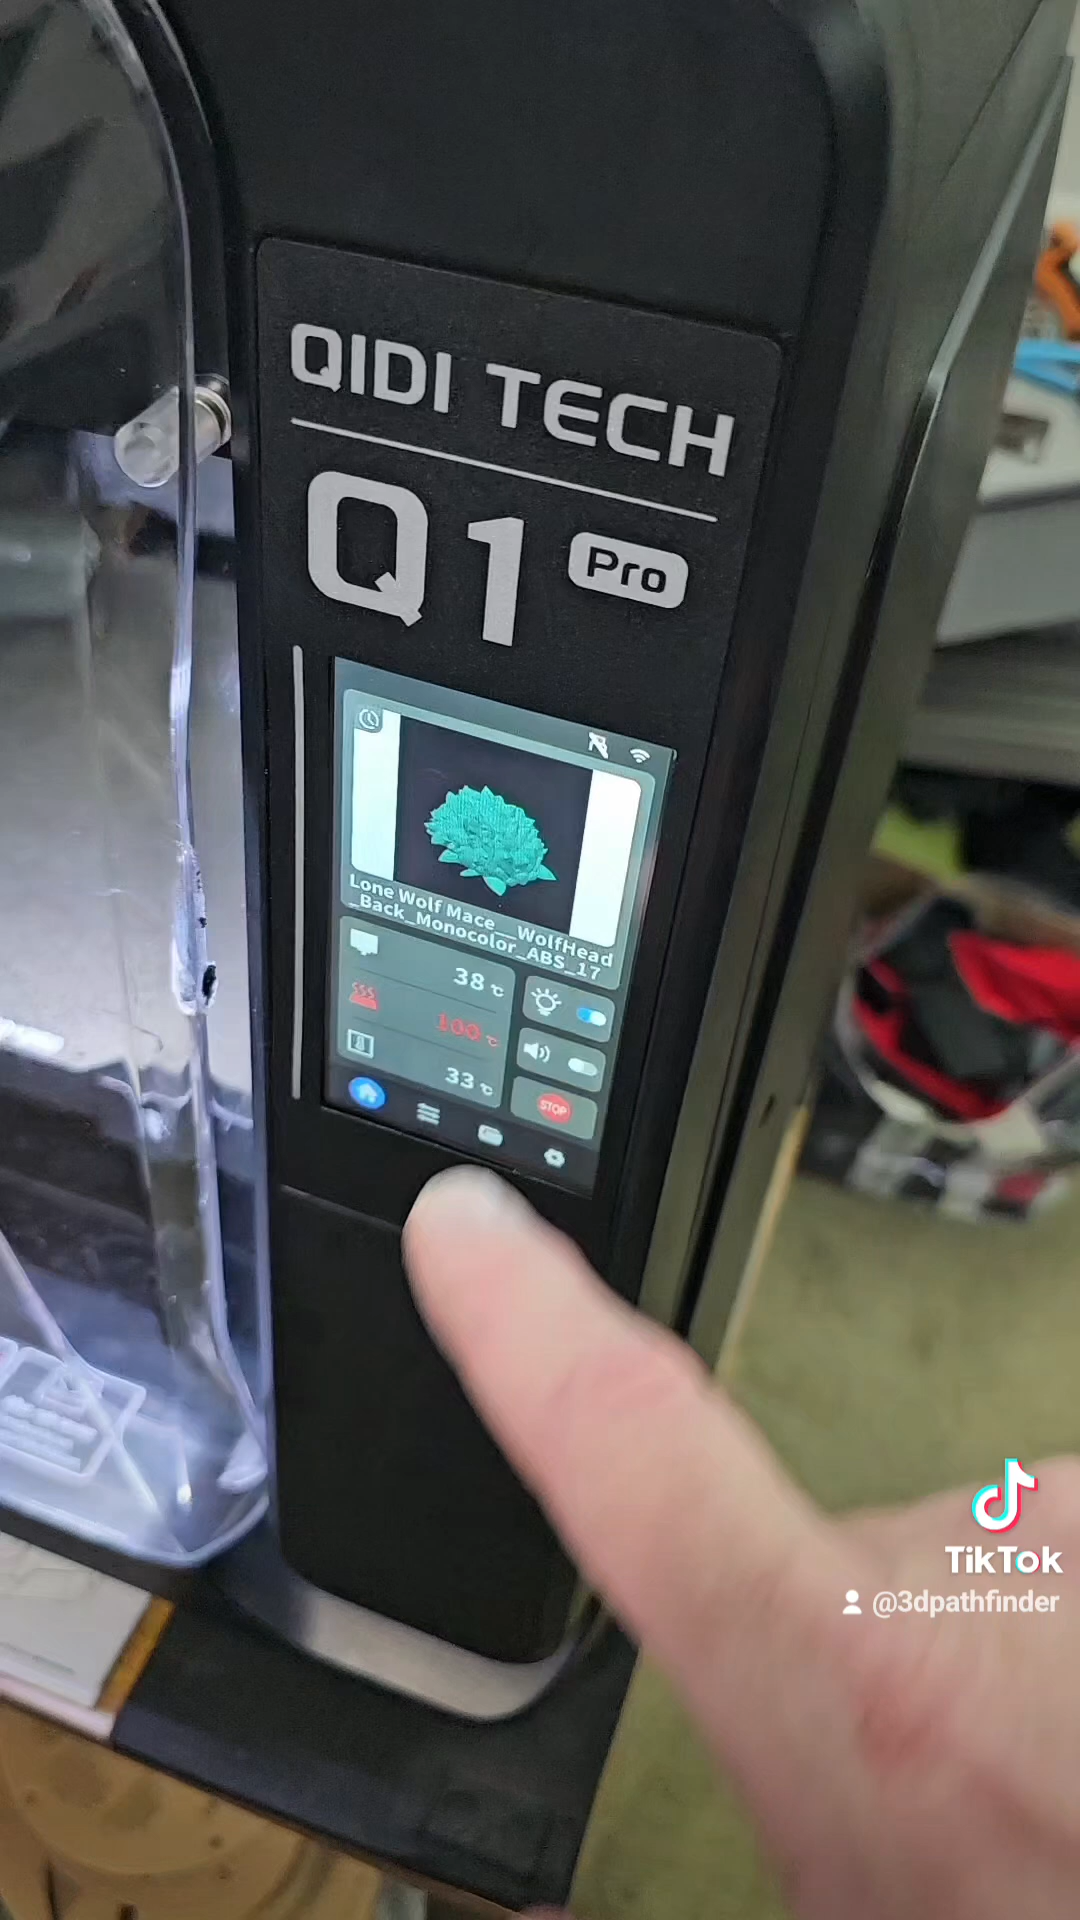 QIDI TECH
Q1 Pro
Lone Wolf Mace__WolfHead
_Back_Monocolor_ABS_17
38 ℃
100 ℃
33 ℃
STOP
TikTok
@3dpathfinder